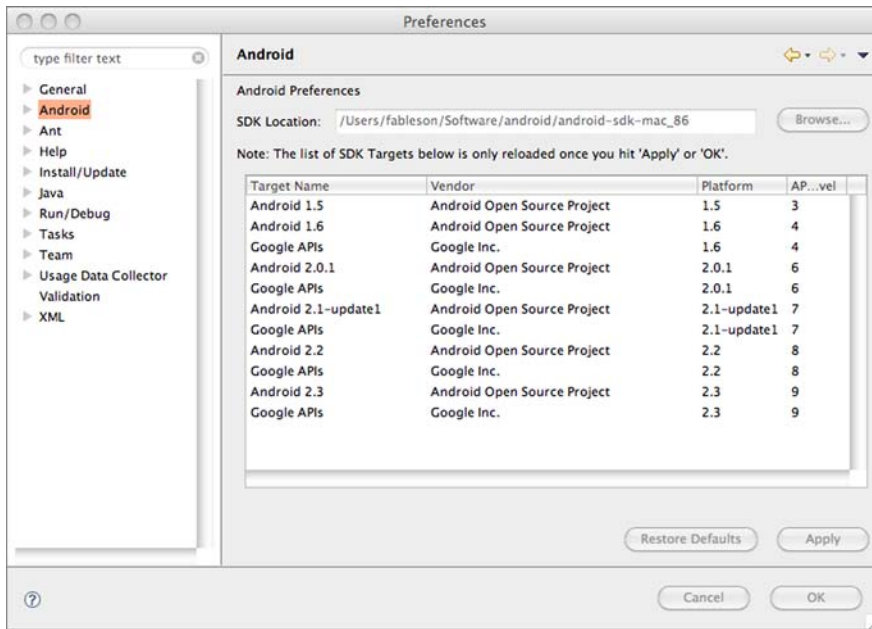 Preferences
type filter text
General
Android
Ant
Help
Install/Update
Java
Run/Debug
Tasks
Team
Usage Data Collector
Validation
XML
Android
Android Preferences
SDK Location: /Users/fableson/Software/android/android-sdk-mac_86 Browse...
Note: The list of SDK Targets below is only reloaded once you hit 'Apply' or 'OK'.
Target Name Vendor Platform AP...vel
Android 1.5 Android Open Source Project 1.5 3
Android 1.6 Android Open Source Project 1.6 4
Google APIs Google Inc. 1.6 4
Android 2.0.1 Android Open Source Project 2.0.1 6
Google APIs Google Inc. 2.0.1 6
Android 2.1-update1 Android Open Source Project 2.1-update1 7
Google APIs Google Inc. 2.1-update1 7
Android 2.2 Android Open Source Project 2.2 8
Google APIs Google Inc. 2.2 8
Android 2.3 Android Open Source Project 2.3 9
Google APIs Google Inc. 2.3 9
Restore Defaults Apply
? Cancel OK